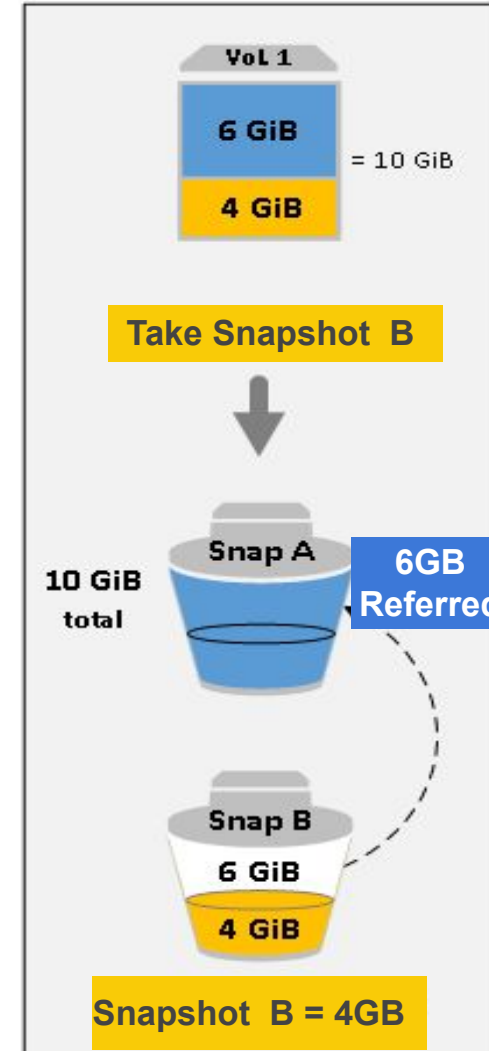 VoL 1
6 GiB
= 10 GiB
4 GiB
Take Snapshot B
Snap A
10 GiB
total
6GB
Referred
Snap B
6 GiB
4 GiB
Snapshot B = 4GB